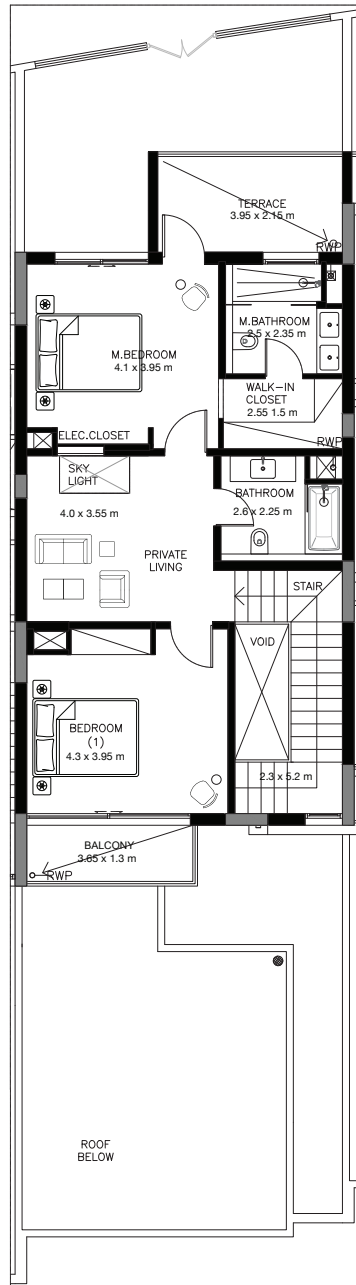 TERRACE
3.95 x 2.15 m
RWP
M.BATHROOM
2.5 x 2.35 m
M.BEDROOM
4.1 x 3.95 m
WALK-IN
CLOSET
2.55 1.5 m
ELEC.CLOSET
RWP
SKY
LIGHT
BATHROOM
2.6 x 2.25 m
4.0 x 3.55 m
PRIVATE
LIVING
STAIR
VOID
BEDROOM
(1)
4.3 x 3.95 m
2.3 x 5.2 m
BALCONY
3.65 x 1.3 m
RWP
ROOF
BELOW